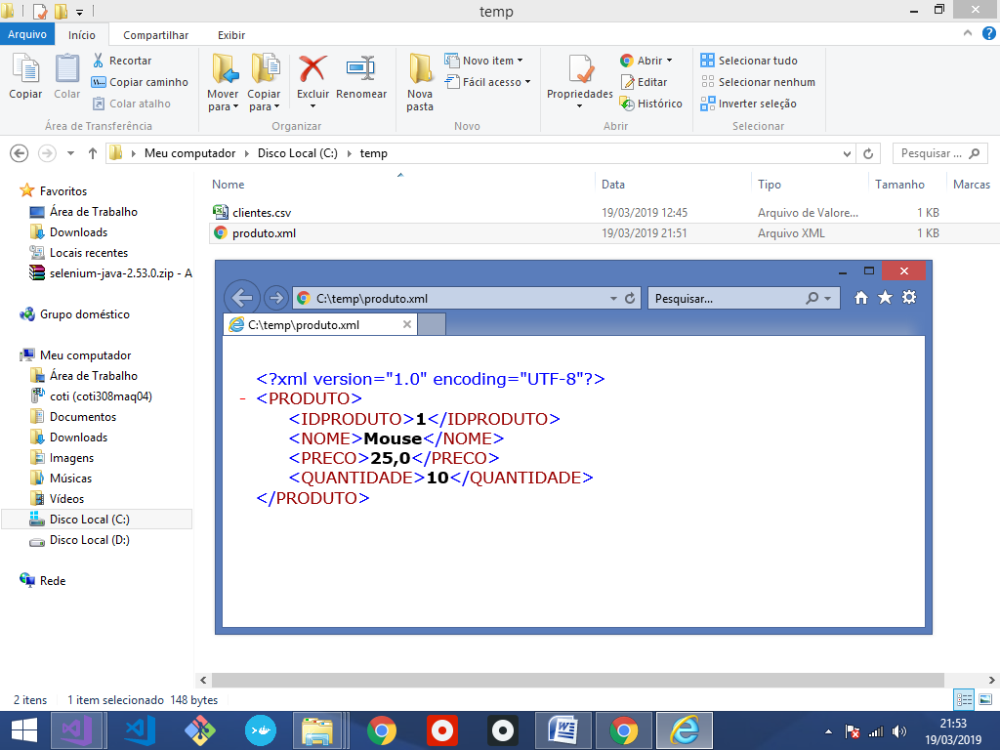 temp
Arquivo Início Compartilhar Exibir
Copiar
Colar
Recortar
Copiar caminho
Colar atalho
Área de Transferência
Mover para
Copiar para
Excluir
Renomear
Organizar
Nova pasta
Novo item
Fácil acesso
Novo
Propriedades
Abrir
Editar
Histórico
Abrir
Selecionar tudo
Selecionar nenhum
Inverter seleção
Selecionar
Meu computador Disco Local (C:) temp
Pesquisar ...
Favoritos
Área de Trabalho
Downloads
Locais recentes
selenium-java-2.53.0.zip - A
Grupo doméstico
Meu computador
Área de Trabalho
coti (coti308maq04)
Documentos
Downloads
Imagens
Músicas
Vídeos
Disco Local (C:)
Disco Local (D:)
Rede
Nome Data Tipo Tamanho Marcas
clientes.csv 19/03/2019 12:45 Arquivo de Valore... 1 KB
produto.xml 19/03/2019 21:51 Arquivo XML 1 KB
C:\temp\produto.xml
Pesquisar...
C:\temp\produto.xml
<?xml version="1.0" encoding="UTF-8"?>
- <PRODUTO>
<IDPRODUTO>1</IDPRODUTO>
<NOME>Mouse</NOME>
<PRECO>25,0</PRECO>
<QUANTIDADE>10</QUANTIDADE>
</PRODUTO>
2 itens 1 item selecionado 148 bytes
21:53
19/03/2019